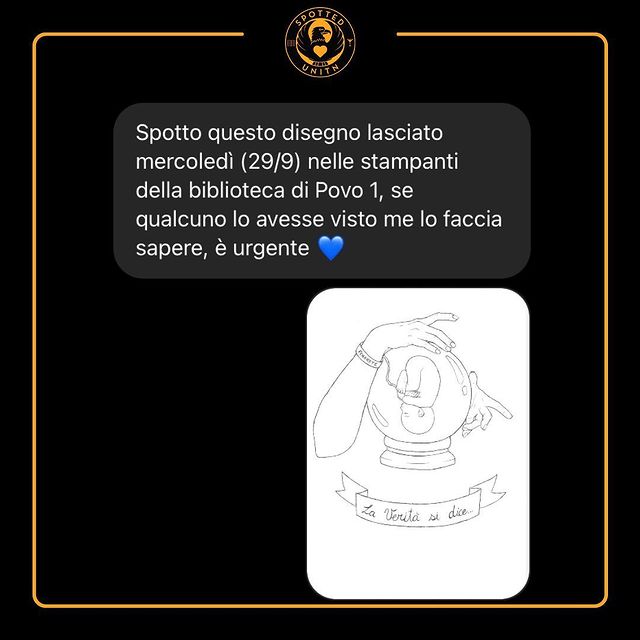 SPOTTED
UNITN
Spotto questo disegno lasciato
mercoledì (29/9) nelle stampanti
della biblioteca di Povo 1, se
qualcuno lo avesse visto me lo faccia
sapere, è urgente 💙
La Verità si dice...